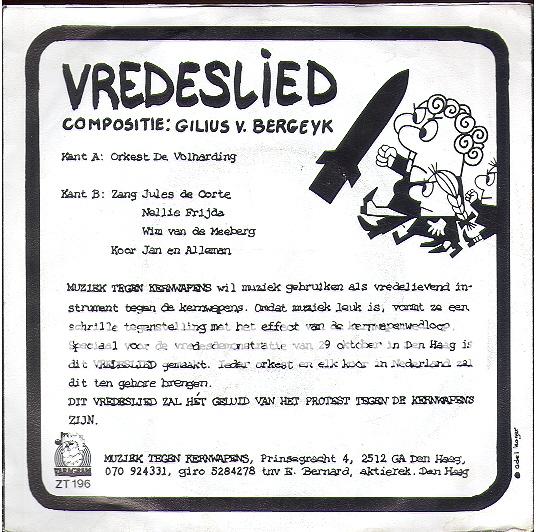 VREDESLIED
COMPOSITIE: GILIUS V. BERGEYK
Kant A: Orkest De Volharding
Kant B: Zang Jules de Corte
Nellie Frijda
Wim van de Meeberg
Koor Jan en Alleman
MUZIEK TEGEN KERNWAPENS wil muziek gebruiken als vredelievend in-
strument tegen de kernwapens. Omdat muziek leuk is, vormt ze een
schrille tegenstelling met het effect van de kernwapenwedloop.
Speciaal voor de vredesdemonstratie van 29 oktober in Den Haag is
dit VREDESLIED gemaakt. Ieder orkest en elk koor in Nederland zal
dit ten gehore brengen.
DIT VREDESLIED ZAL HÉT GELUID VAN HET PROTEST TEGEN DE KERNWAPENS
ZIJN.
MUZIEK TEGEN KERNWAPENS, Prinsegracht 4, 2512 GA Den Haag,
070 924331, giro 5284278 tnv E. Bernard, aktierek. Den Haag
ZT 196